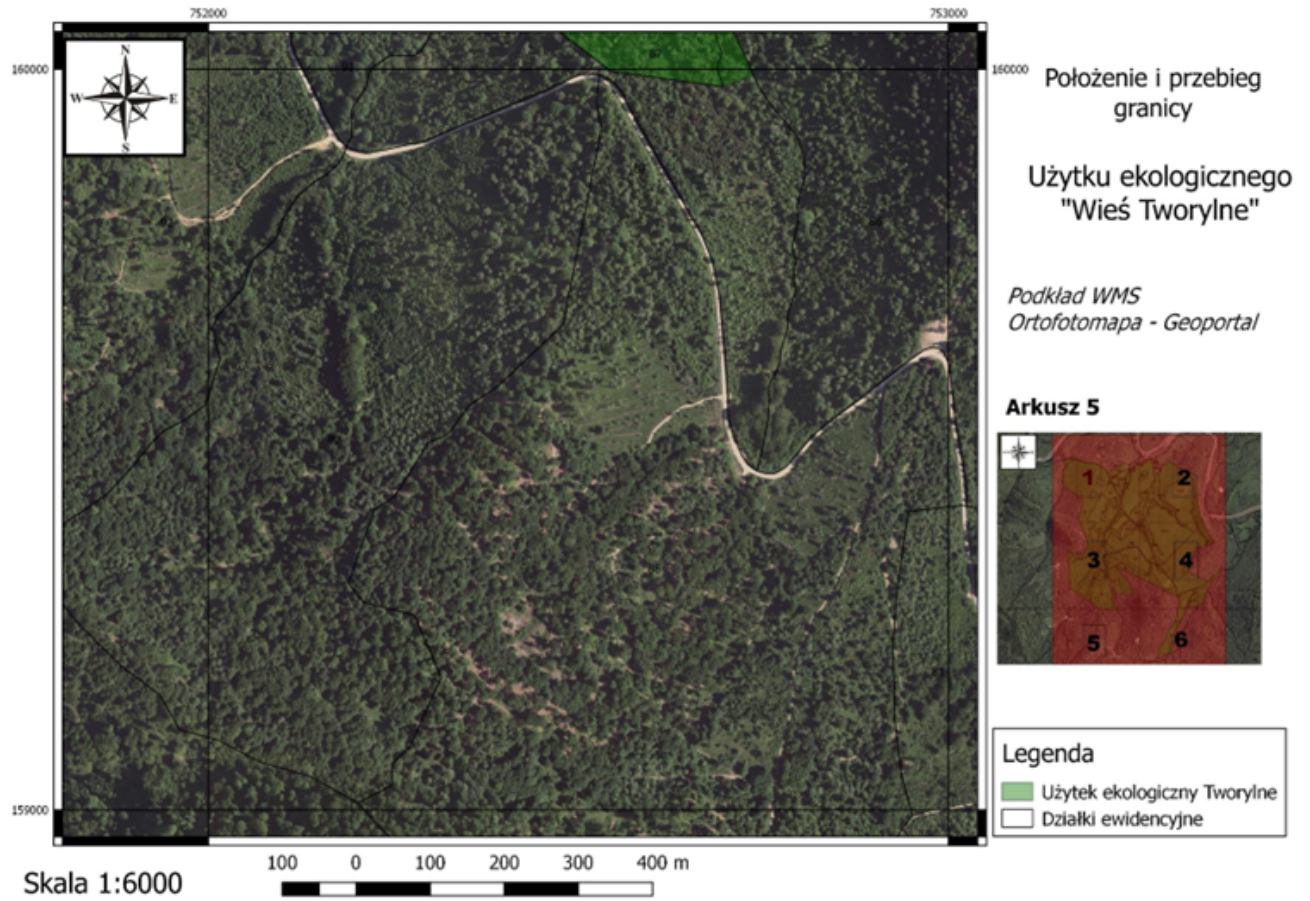 752000
753000
160000
160000
N
W
E
S
Położenie i przebieg
granicy
Użytku ekologicznego
"Wieś Tworylne"
Podkład WMS
Ortofotomapa - Geoportal
Arkusz 5
1
2
3
4
5
6
Legenda
Użytek ekologiczny Tworylne
Działki ewidencyjne
159000
100 0 100 200 300 400 m
Skala 1:6000